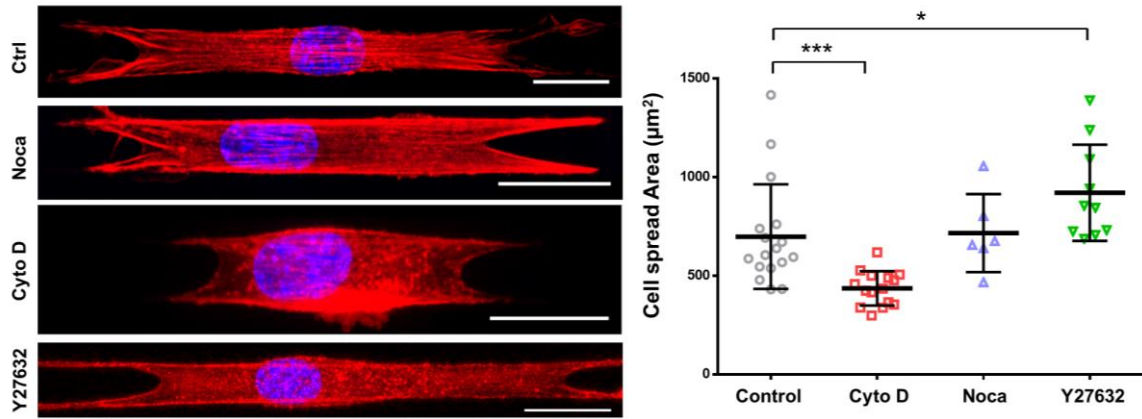 Ctrl
Noca
Cyto D
Y27632
*
***
Cell spread Area (µm²)
1500
1000
500
0
Control
Cyto D
Noca
Y27632